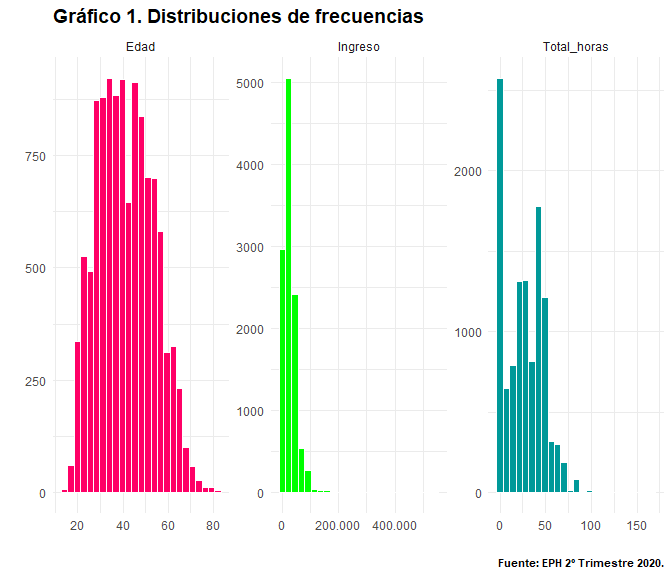 Gráfico 1. Distribuciones de frecuencias
Edad
Ingreso
Total_horas
750
500
250
0
20 40 60 80
5000
4000
3000
2000
1000
0
0 200.000 400.000
2000
1000
0
0 50 100 150
Fuente: EPH 2º Trimestre 2020.